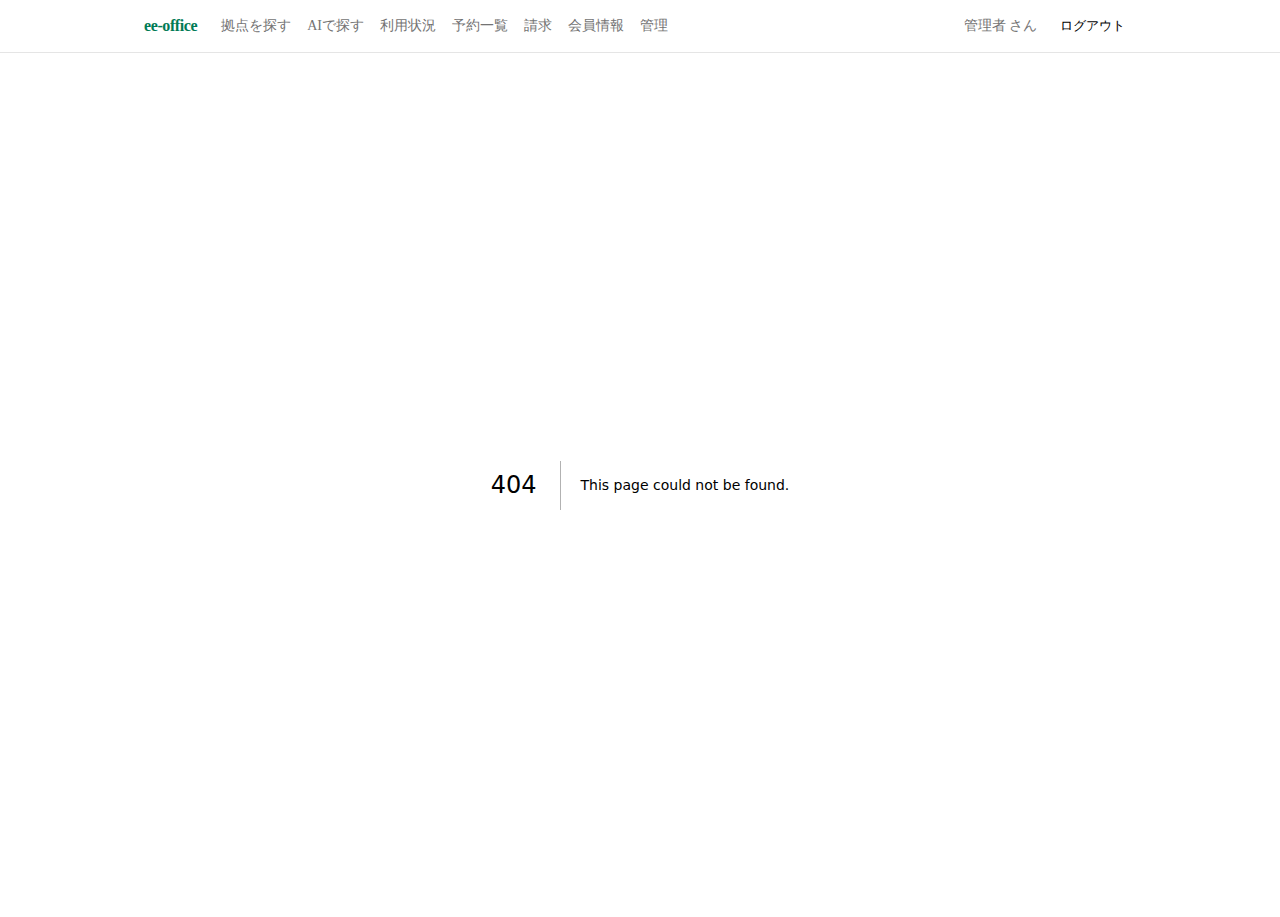 ee-office 拠点を探す AIで探す 利用状況 予約一覧 請求 会員情報 管理 管理者 さん ログアウト
404 This page could not be found.